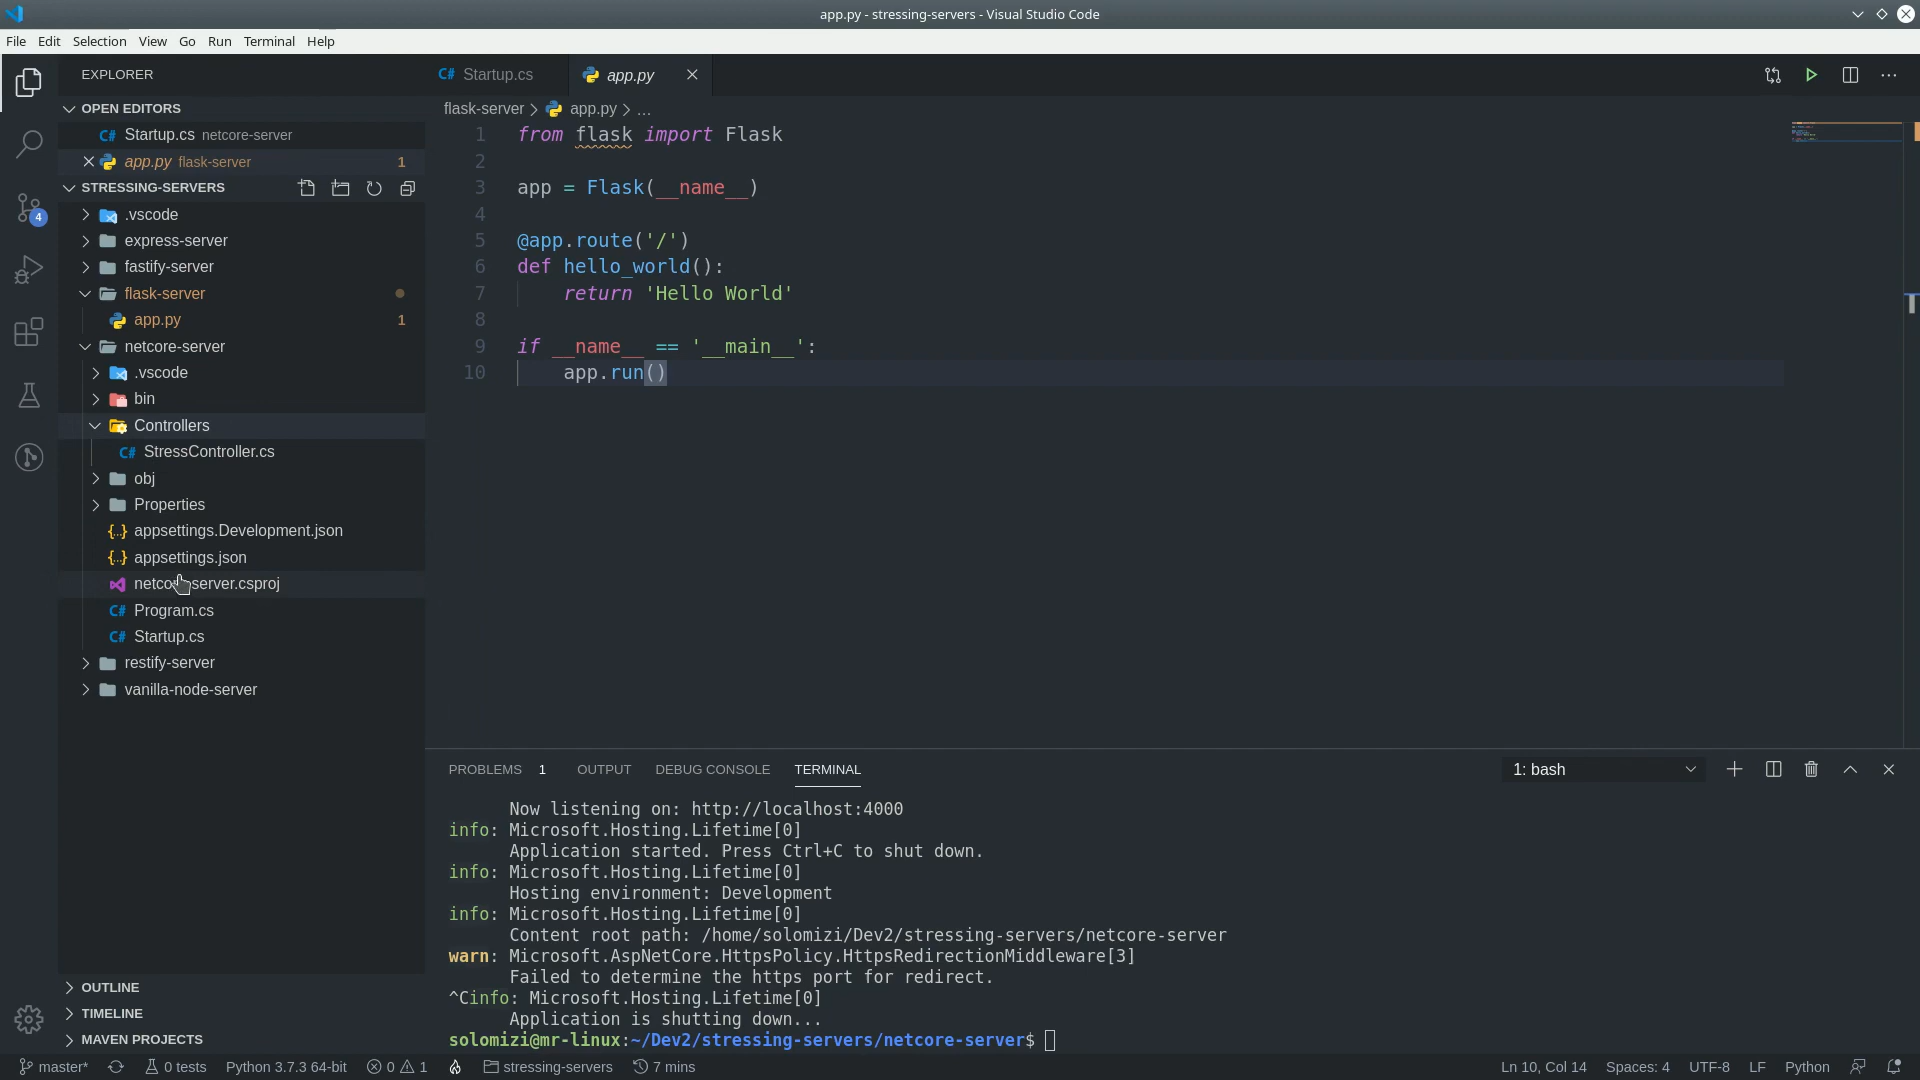 app.py - stressing-servers - Visual Studio Code
File Edit Selection View Go Run Terminal Help
EXPLORER
OPEN EDITORS
C# Startup.cs netcore-server
app.py flask-server 1
STRESSING-SERVERS
.vscode
express-server
fastify-server
flask-server
app.py 1
netcore-server
.vscode
bin
Controllers
C# StressController.cs
obj
Properties
{..} appsettings.Development.json
{..} appsettings.json
netcore-server.csproj
C# Program.cs
C# Startup.cs
restify-server
vanilla-node-server
OUTLINE
TIMELINE
MAVEN PROJECTS
4
C# Startup.cs app.py
flask-server > app.py > ...
1 from flask import Flask
2
3 app = Flask(__name__)
4
5 @app.route('/')
6 def hello_world():
7 return 'Hello World'
8
9 if __name__ == '__main__':
10 app.run()
PROBLEMS 1 OUTPUT DEBUG CONSOLE TERMINAL 1: bash
Now listening on: http://localhost:4000
info: Microsoft.Hosting.Lifetime[0]
Application started. Press Ctrl+C to shut down.
info: Microsoft.Hosting.Lifetime[0]
Hosting environment: Development
info: Microsoft.Hosting.Lifetime[0]
Content root path: /home/solomizi/Dev2/stressing-servers/netcore-server
warn: Microsoft.AspNetCore.HttpsPolicy.HttpsRedirectionMiddleware[3]
Failed to determine the https port for redirect.
^Cinfo: Microsoft.Hosting.Lifetime[0]
Application is shutting down...
solomizi@mr-linux:~/Dev2/stressing-servers/netcore-server$
master* 0 tests Python 3.7.3 64-bit 0 1 stressing-servers 7 mins Ln 10, Col 14 Spaces: 4 UTF-8 LF Python